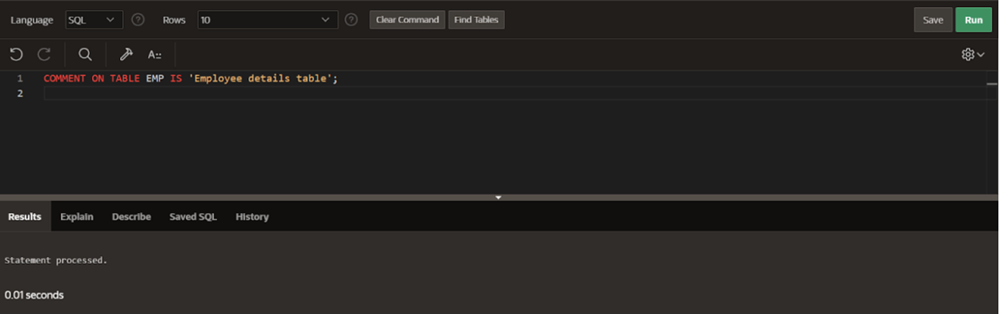 Language SQL Rows 10 Clear Command Find Tables Save Run
A::
1 COMMENT ON TABLE EMP IS 'Employee details table';
2
Results Explain Describe Saved SQL History
Statement processed.
0.01 seconds